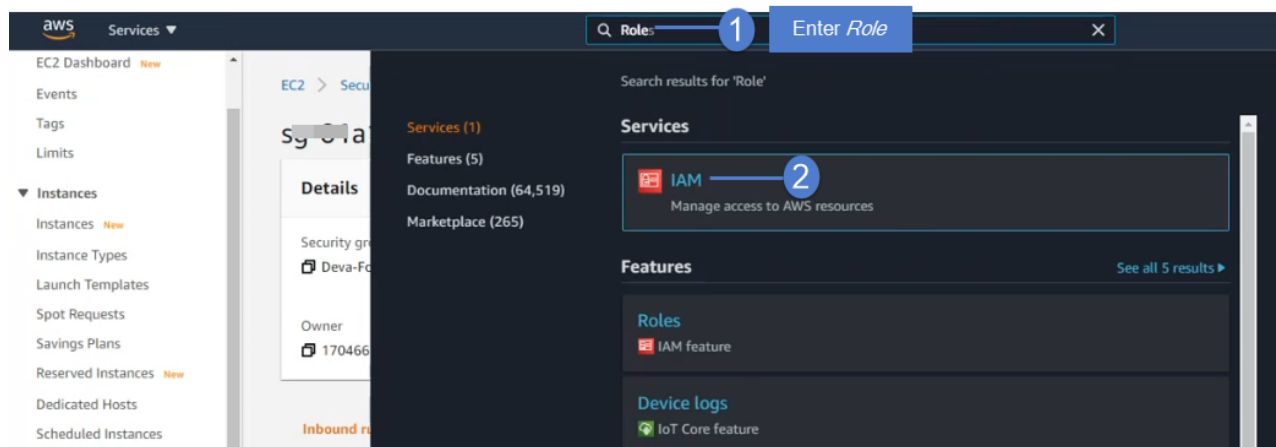 aws Services ▼ Roles 1 Enter Role
EC2 Dashboard New
Events
Tags
Limits
Instances
Instances New
Instance Types
Launch Templates
Spot Requests
Savings Plans
Reserved Instances New
Dedicated Hosts
Scheduled Instances
EC2 > Secu
Details
Security gr
Deva-Fo
Owner
170466
Inbound ru
Search results for 'Role'
Services (1)
Features (5)
Documentation (64,519)
Marketplace (265)
Services
IAM 2
Manage access to AWS resources
Features See all 5 results
Roles
IAM feature
Device logs
IoT Core feature